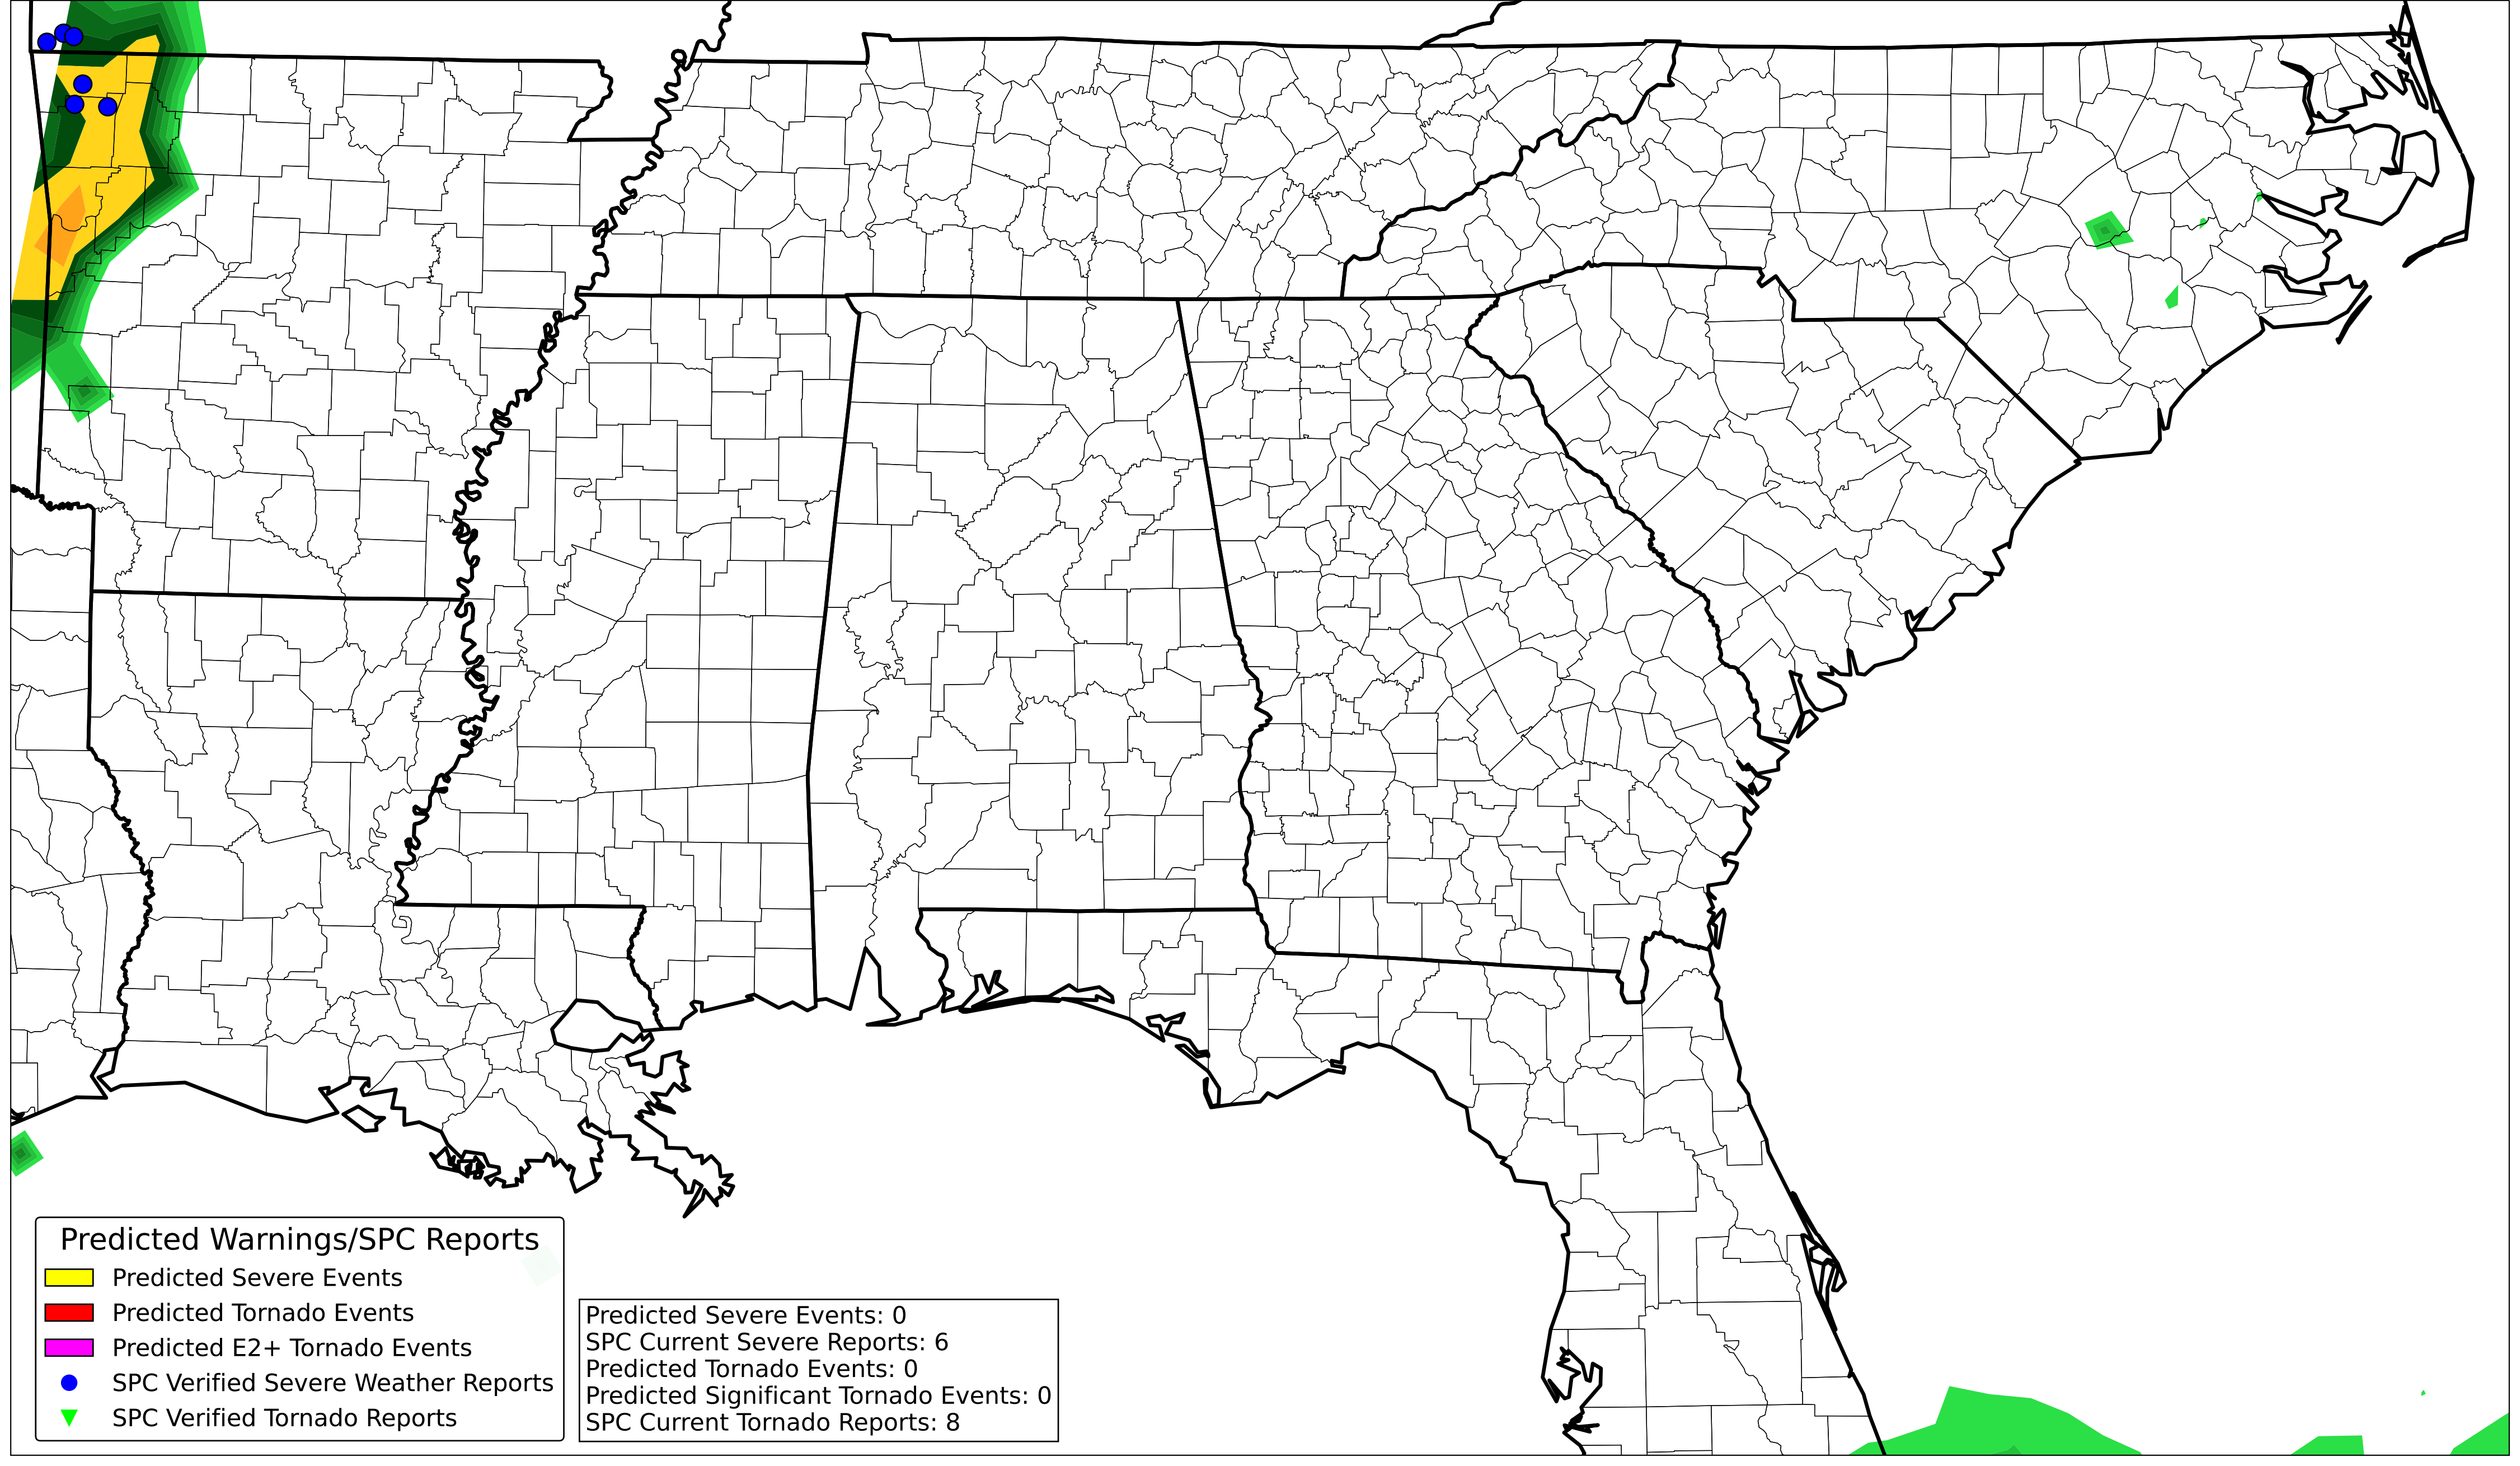 Predicted Warnings/SPC Reports
Predicted Severe Events
Predicted Tornado Events
Predicted E2+ Tornado Events
SPC Verified Severe Weather Reports
SPC Verified Tornado Reports
Predicted Severe Events: 0
SPC Current Severe Reports: 6
Predicted Tornado Events: 0
Predicted Significant Tornado Events: 0
SPC Current Tornado Reports: 8